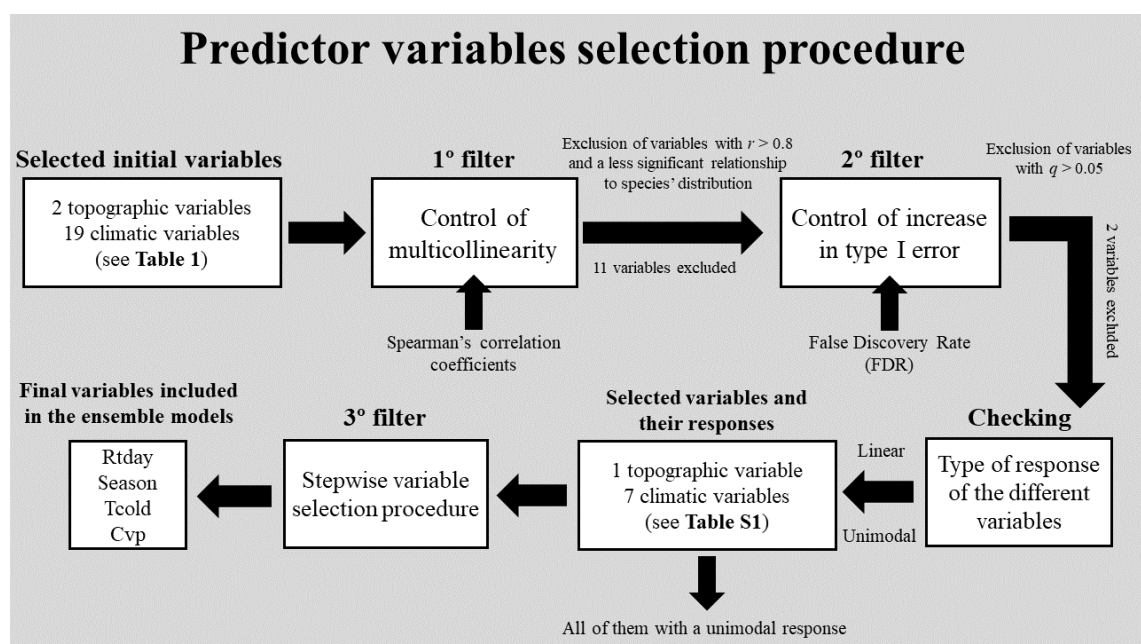 Predictor variables selection procedure
Selected initial variables
2 topographic variables
19 climatic variables
(see Table 1)
1º filter
Control of
multicollinearity
Spearman's correlation
coefficients
Exclusion of variables with r > 0.8
and a less significant relationship
to species' distribution
11 variables excluded
2º filter
Control of increase
in type I error
False Discovery Rate
(FDR)
Exclusion of variables
with q > 0.05
2 variables excluded
Checking
Type of response
of the different
variables
Linear
Unimodal
Selected variables and
their responses
1 topographic variable
7 climatic variables
(see Table S1)
All of them with a unimodal response
3º filter
Stepwise variable
selection procedure
Final variables included
in the ensemble models
Rtday
Season
Tcold
Cvp